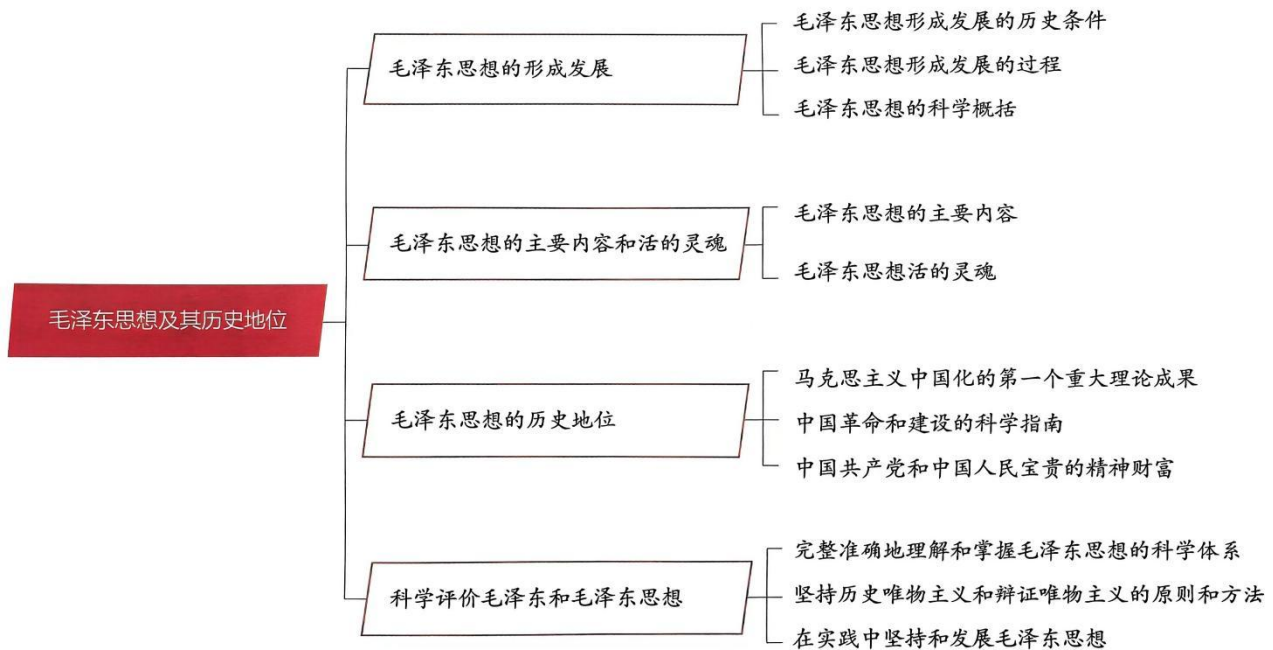 毛泽东思想及其历史地位
毛泽东思想的形成发展
毛泽东思想形成发展的历史条件
毛泽东思想形成发展的过程
毛泽东思想的科学概括
毛泽东思想的主要内容和活的灵魂
毛泽东思想的主要内容
毛泽东思想活的灵魂
毛泽东思想的历史地位
马克思主义中国化的第一个重大理论成果
中国革命和建设的科学指南
中国共产党和中国人民宝贵的精神财富
科学评价毛泽东和毛泽东思想
完整准确地理解和掌握毛泽东思想的科学体系
坚持历史唯物主义和辩证唯物主义的原则和方法
在实践中坚持和发展毛泽东思想